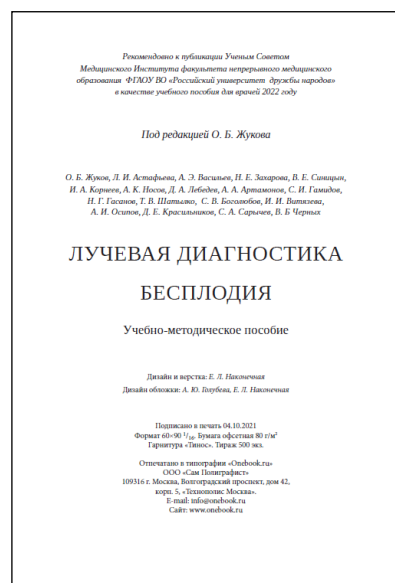 Рекомендовно к публикации Ученым Советом
Медицинского Института факультета непрерывного медицинского
образования ФГАОУ ВО «Российский университет дружбы народов»
в качестве учебного пособия для врачей 2022 году
Под редакцией О. Б. Жукова
О. Б. Жуков, Л. И. Астафьева, А. Э. Васильев, Н. Е. Захарова, В. Е. Синицын,
И. А. Корнеев, А. К. Носов, Д. А. Лебедев, А. А. Артамонов, С. И. Гамидов,
Н. Г. Гасанов, Т. В. Шатылко, С. В. Боголюбов, И. И. Витязева,
А. И. Осипов, Д. Е. Красильников, С. А. Сарычев, В. Б Черных
ЛУЧЕВАЯ ДИАГНОСТИКА
БЕСПЛОДИЯ
Учебно-методическое пособие
Дизайн и верстка: Е. Л. Наконечная
Дизайн обложки: А. Ю. Голубева, Е. Л. Наконечная
Подписано в печать 04.10.2021
Формат 60×90 1/16. Бумага офсетная 80 г/м²
Гарнитура «Тинос». Тираж 500 экз.
Отпечатано в типографии «Onebook.ru»
ООО «Сам Полиграфист»
109316 г. Москва, Волгоградский проспект, дом 42,
корп. 5, «Технополис Москва».
E-mail: info@onebook.ru
Сайт: www.onebook.ru